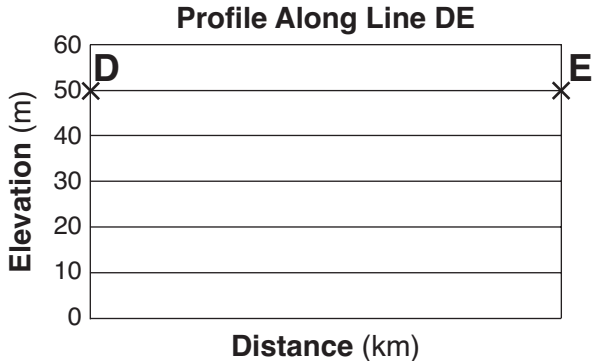 Profile Along Line DE
60
D
E
50
40
30
20
10
0
Elevation (m)
Distance (km)